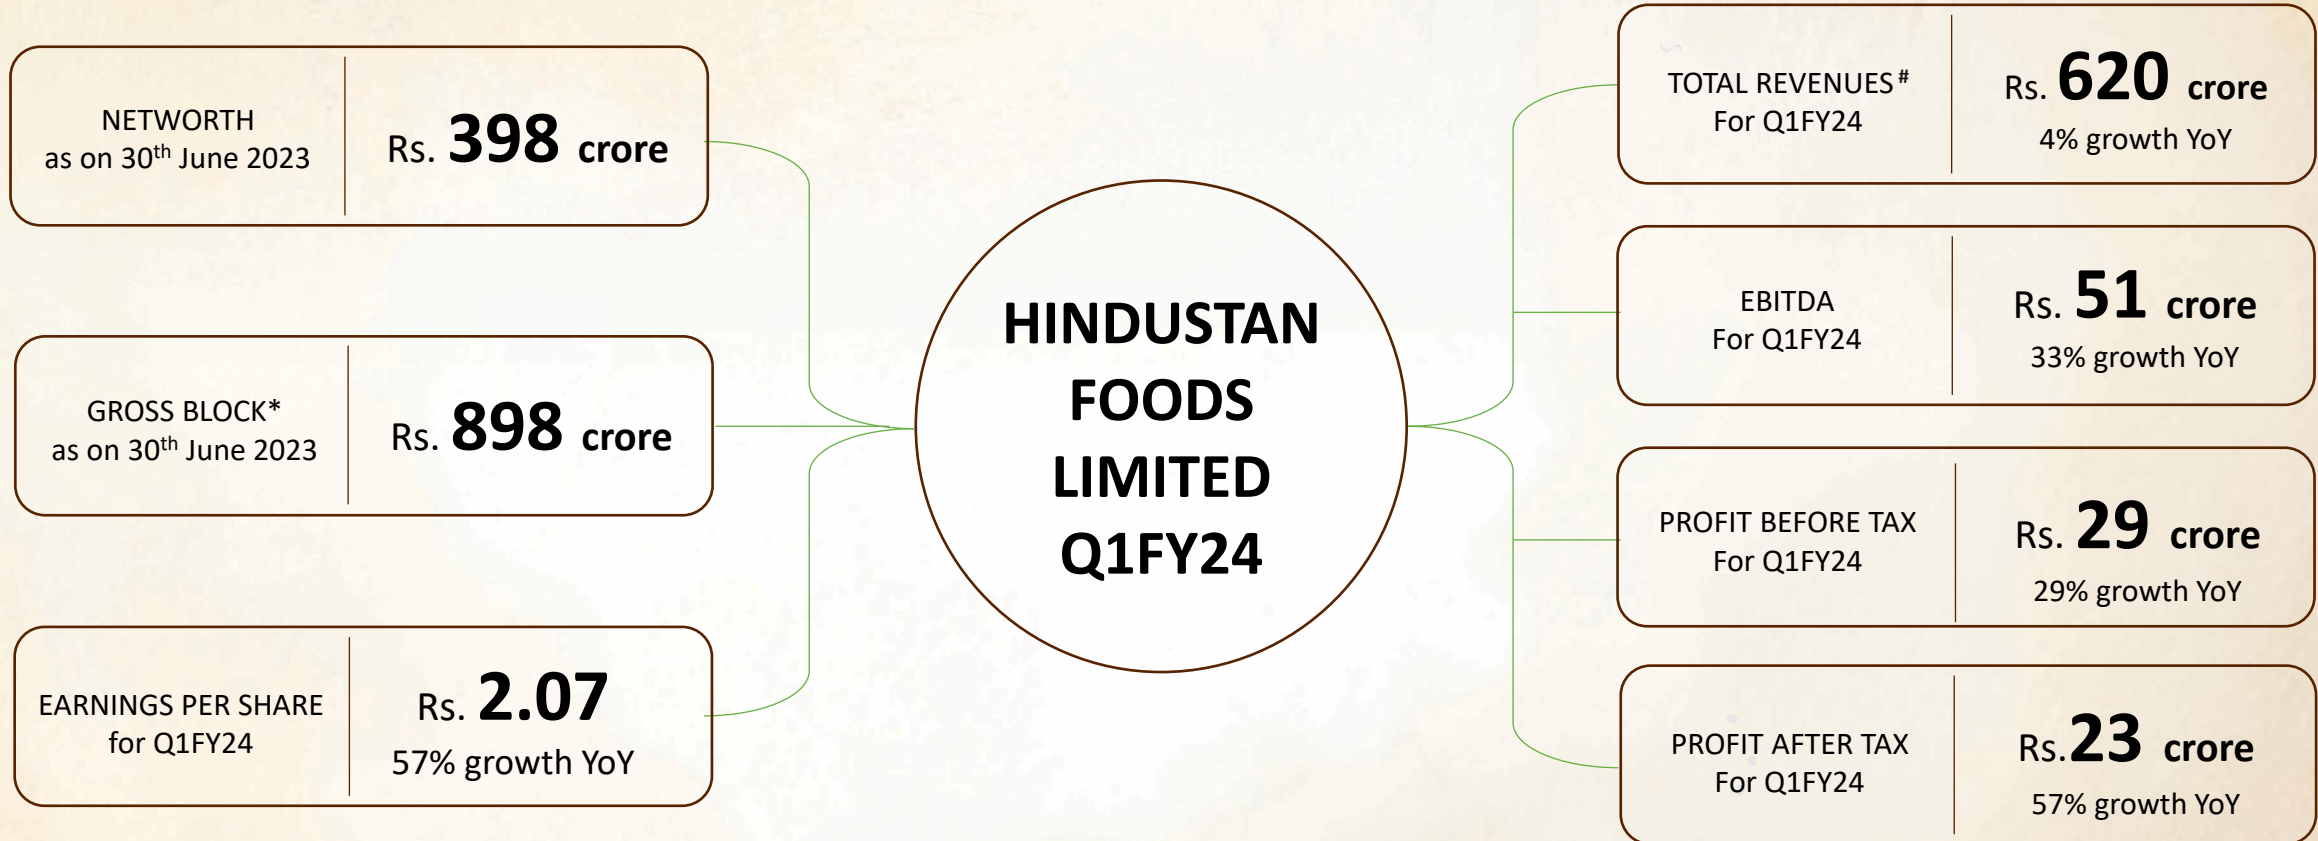 NETWORTH
as on 30th June 2023
Rs. 398 crore
GROSS BLOCK*
as on 30th June 2023
Rs. 898 crore
EARNINGS PER SHARE
for Q1FY24
Rs. 2.07
57% growth YoY
HINDUSTAN
FOODS
LIMITED
Q1FY24
TOTAL REVENUES#
For Q1FY24
Rs. 620 crore
4% growth YoY
EBITDA
For Q1FY24
Rs. 51 crore
33% growth YoY
PROFIT BEFORE TAX
For Q1FY24
Rs. 29 crore
29% growth YoY
PROFIT AFTER TAX
For Q1FY24
Rs.23 crore
57% growth YoY